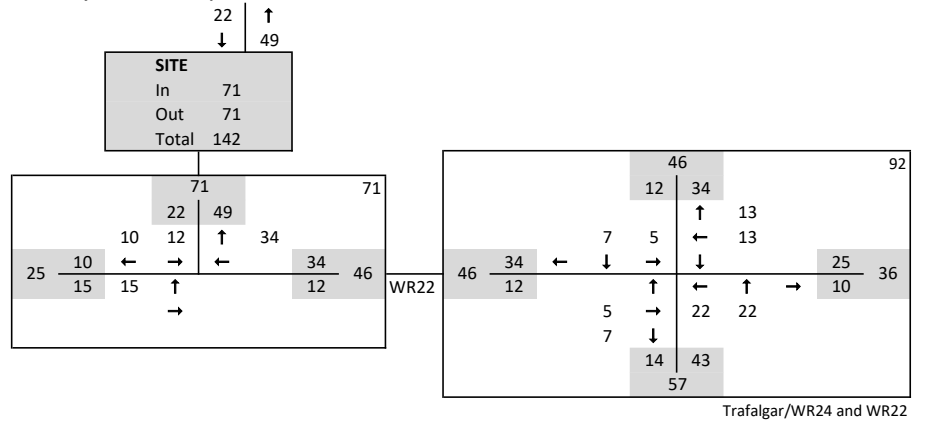 22 ↑
↓ 49
SITE
In 71
Out 71
Total 142
71 71
22 49
10 12 ↑ 34
25 10 ← → ← 34 46
15 15 ↑ 12
→
WR22
46 92
12 34
↑ 13
7 5 ← 13
46 34 ← ↓ → ↓ 25 36
12 ↑ ← ↑ → 10
5 → 22 22
7 ↓
14 43
57
Trafalgar/WR24 and WR22